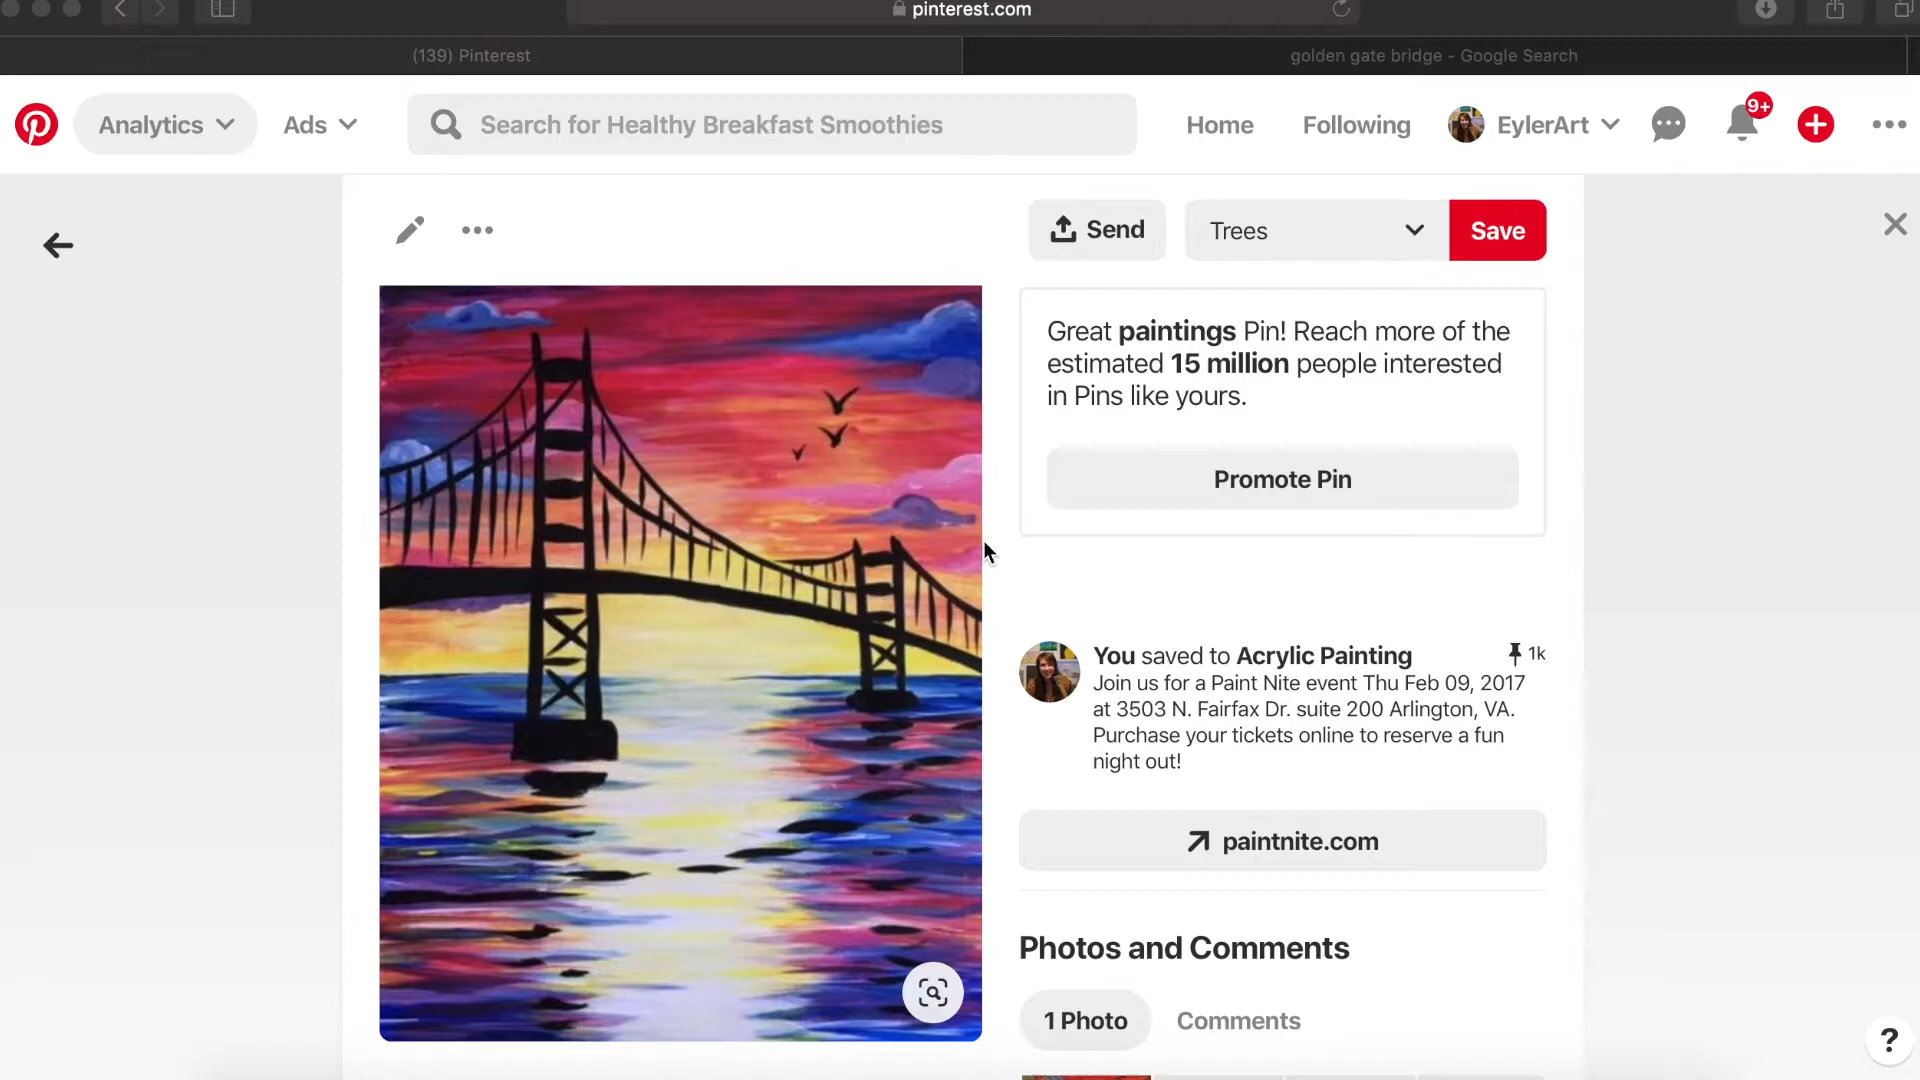 pinterest.com
(139) Pinterest
golden gate bridge - Google Search
Analytics
Ads
Search for Healthy Breakfast Smoothies
Home
Following
EylerArt
9+
Send
Trees
Save
Great paintings Pin! Reach more of the
estimated 15 million people interested
in Pins like yours.
Promote Pin
You saved to Acrylic Painting
1k
Join us for a Paint Nite event Thu Feb 09, 2017
at 3503 N. Fairfax Dr. suite 200 Arlington, VA.
Purchase your tickets online to reserve a fun
night out!
paintnite.com
Photos and Comments
1 Photo
Comments
?